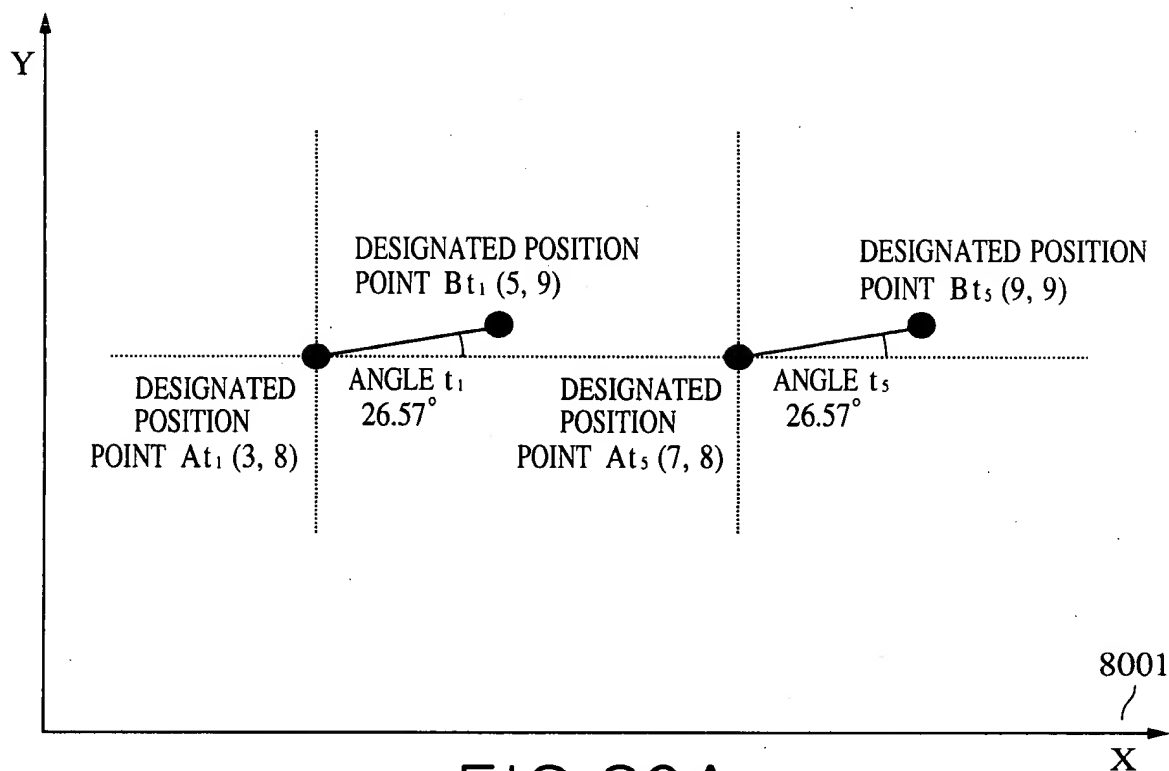 Y
DESIGNATED POSITION
POINT Bt₁ (5, 9)
DESIGNATED POSITION
POINT Bt₅ (9, 9)
DESIGNATED
POSITION
POINT At₁ (3, 8)
ANGLE t₁
26.57°
DESIGNATED
POSITION
POINT At₅ (7, 8)
ANGLE t₅
26.57°
8001
X